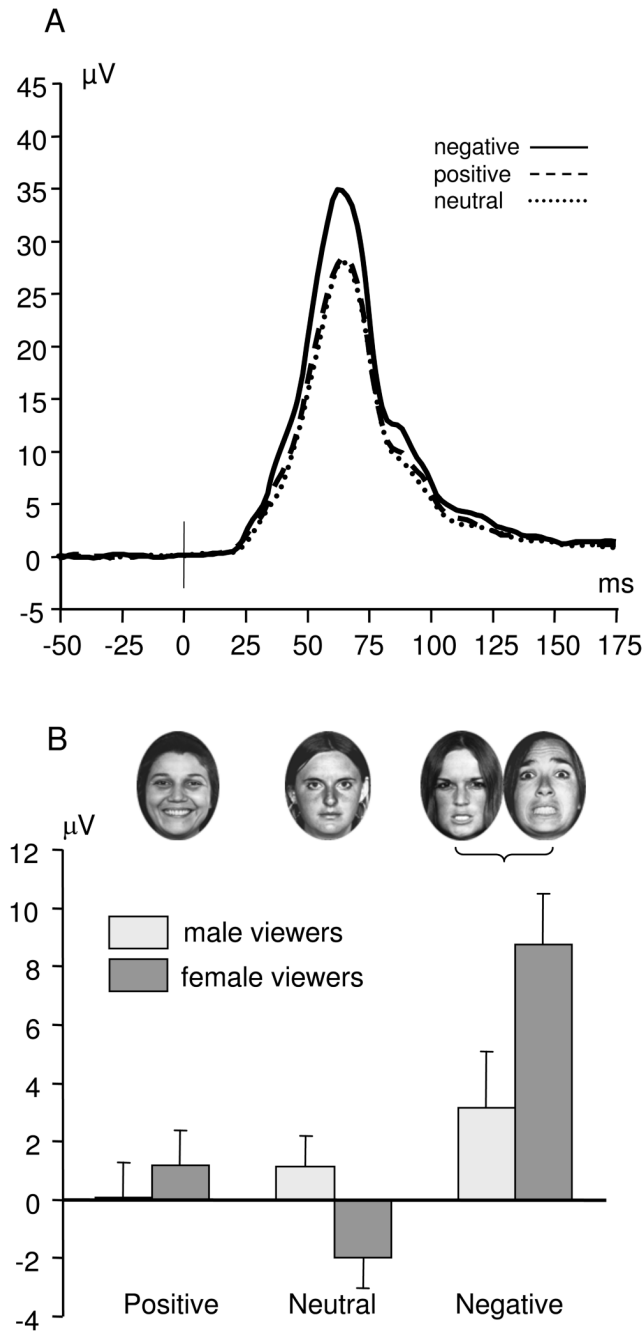 A
μV
45
40
35
30
25
20
15
10
5
0
-5
negative
positive
neutral
ms
-50 -25 0 25 50 75 100 125 150 175
B
μV
12
10
8
6
4
2
0
-2
-4
male viewers
female viewers
Positive Neutral Negative